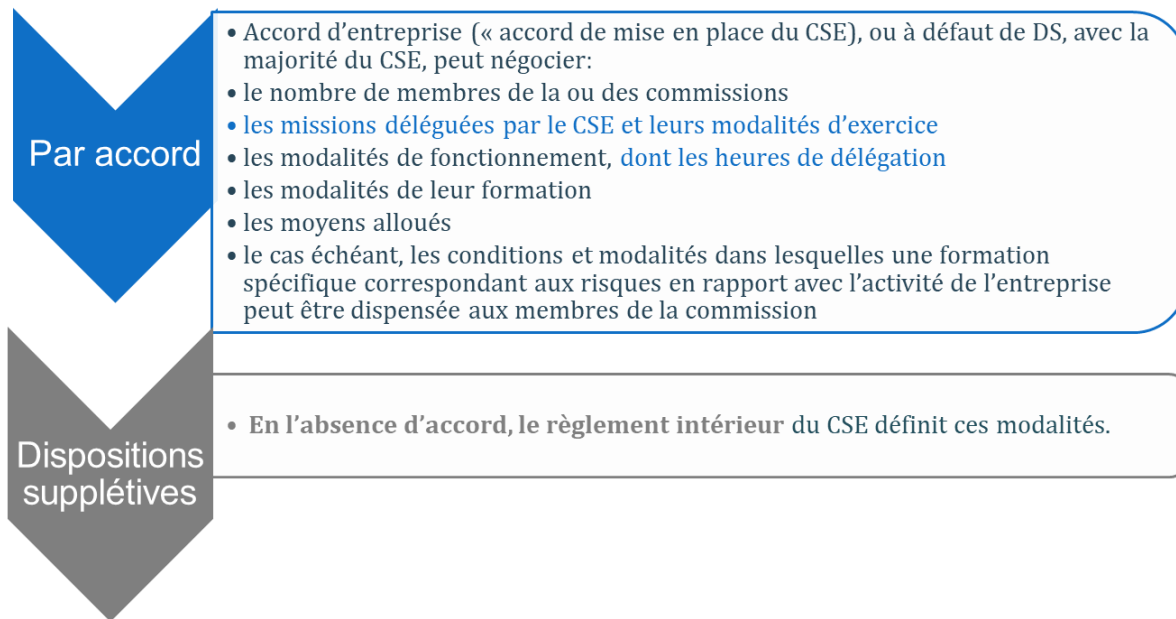 Par accord
• Accord d’entreprise (« accord de mise en place du CSE), ou à défaut de DS, avec la
majorité du CSE, peut négocier:
• le nombre de membres de la ou des commissions
• les missions déléguées par le CSE et leurs modalités d’exercice
• les modalités de fonctionnement, dont les heures de délégation
• les modalités de leur formation
• les moyens alloués
• le cas échéant, les conditions et modalités dans lesquelles une formation
spécifique correspondant aux risques en rapport avec l’activité de l’entreprise
peut être dispensée aux membres de la commission
Dispositions
supplétives
• En l’absence d’accord, le règlement intérieur du CSE définit ces modalités.